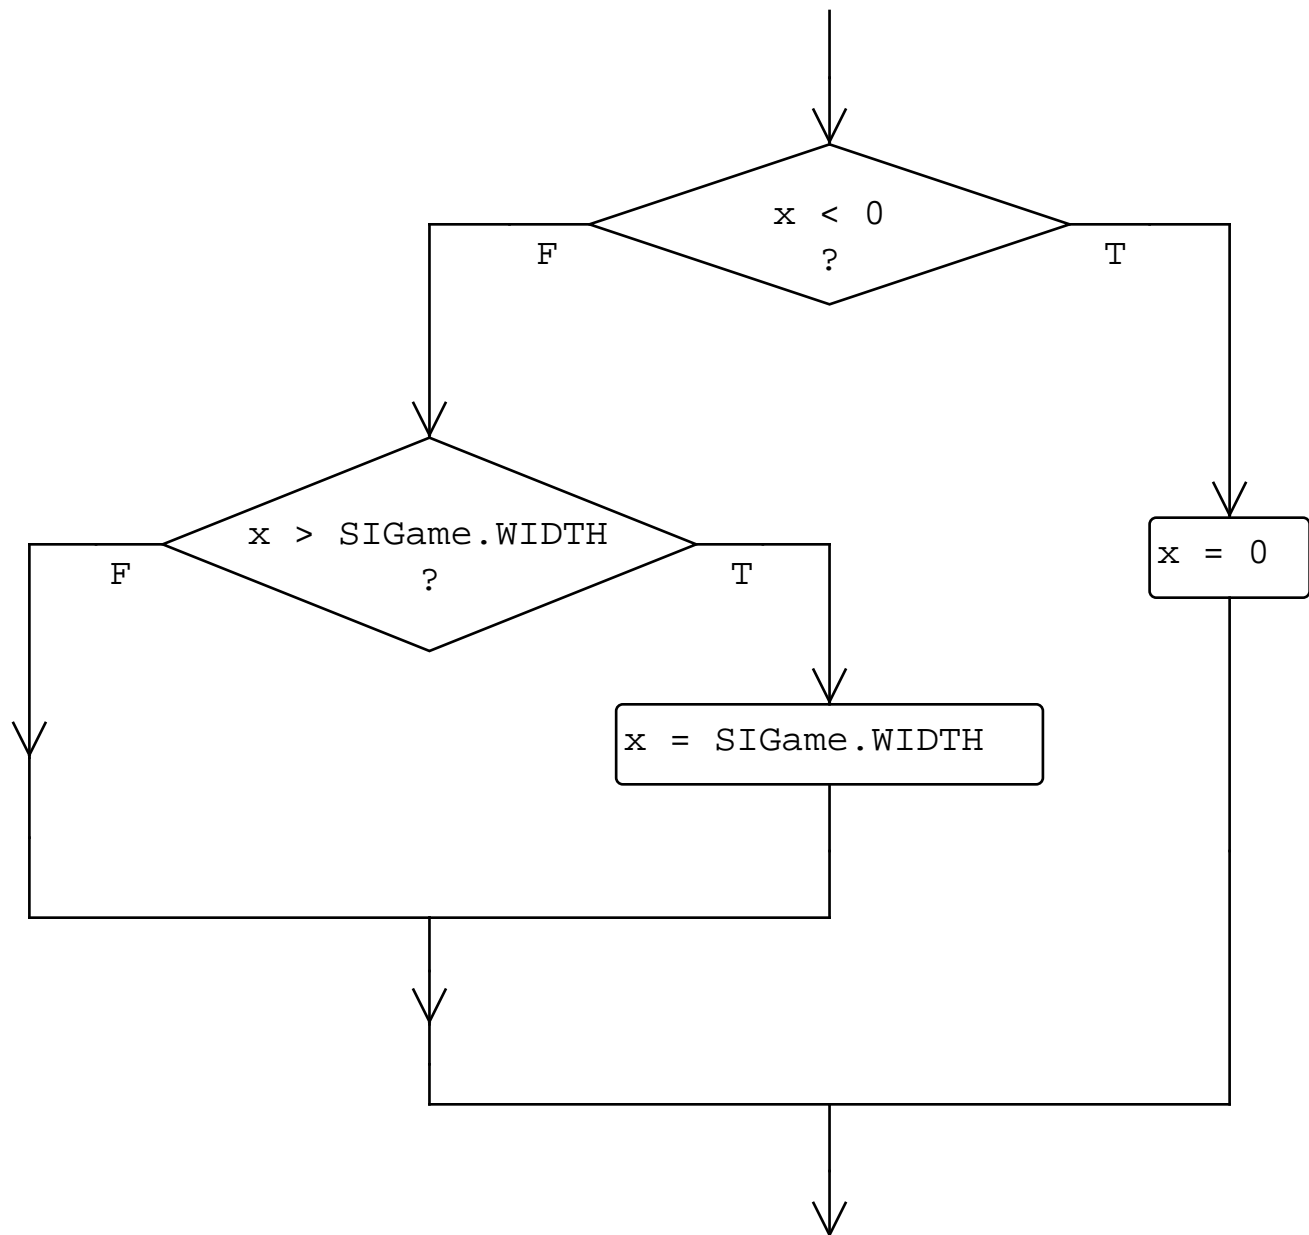 x < 0
?
F
T
x > SIGame.WIDTH
?
F
T
x = 0
x = SIGame.WIDTH